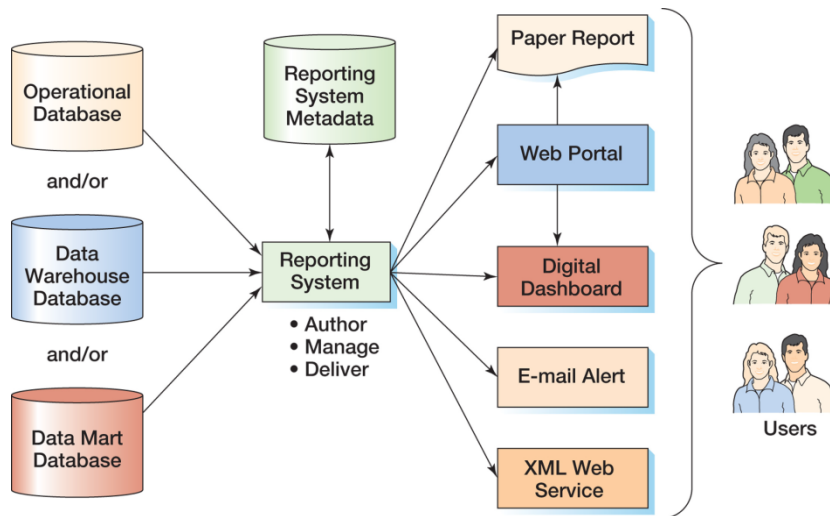 Operational
Database
and/or
Data
Warehouse
Database
and/or
Data Mart
Database
Reporting
System
Metadata
Reporting
System
• Author
• Manage
• Deliver
Paper Report
Web Portal
Digital
Dashboard
E-mail Alert
XML Web
Service
Users